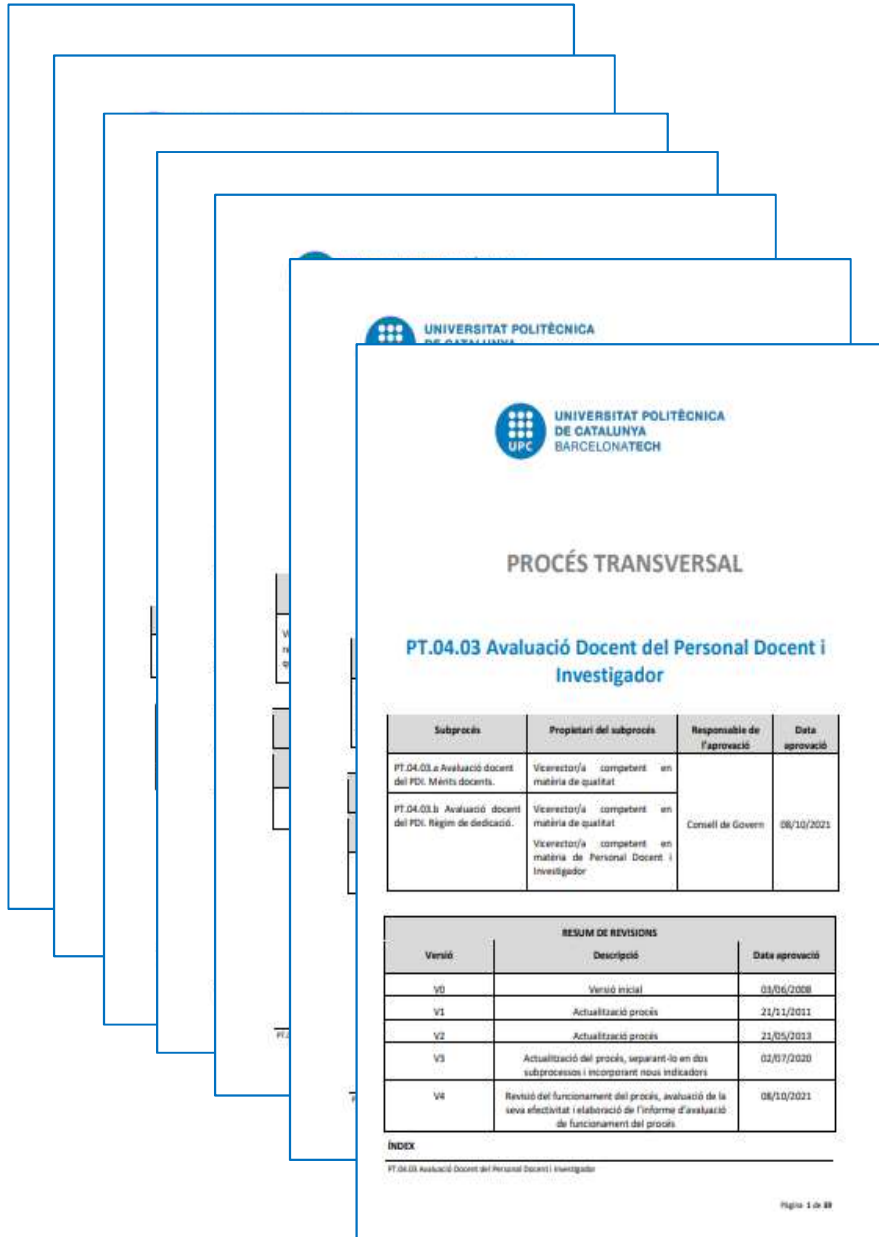 UNIVERSITAT POLITÈCNICA
UNIVERSITAT POLITÈCNICA
DE CATALUNYA
BARCELONATECH
UPC
PROCÉS TRANSVERSAL
PT.04.03 Avaluació Docent del Personal Docent i
Investigador
Subprocés Propietari del subprocés Responsable de l'aprovació Data aprovació
PT.04.03.a Avaluació docent
del PDI. Mèrits docents.
Vicerector/a competent en
matèria de qualitat
PT.04.03.b Avaluació docent
del PDI. Règim de dedicació.
Vicerector/a competent en
matèria de qualitat
Vicerector/a competent en
matèria de Personal Docent i
Investigador
Consell de Govern 08/10/2021
RESUM DE REVISIONS
Versió Descripció Data aprovació
V0 Versió inicial 03/06/2008
V1 Actualització procés 21/11/2011
V2 Actualització procés 21/05/2013
V3 Actualització del procés, separant-lo en dos 02/07/2020
subprocessos i incorporant nous indicadors
V4 Revisió del funcionament del procés, avaluació de la 08/10/2021
seva efectivitat i elaboració de l'informe d'avaluació
de funcionament del procés
ÍNDEX
PT.04.03 Avaluació Docent del Personal Docent i Investigador
Pàgina 1 de 39